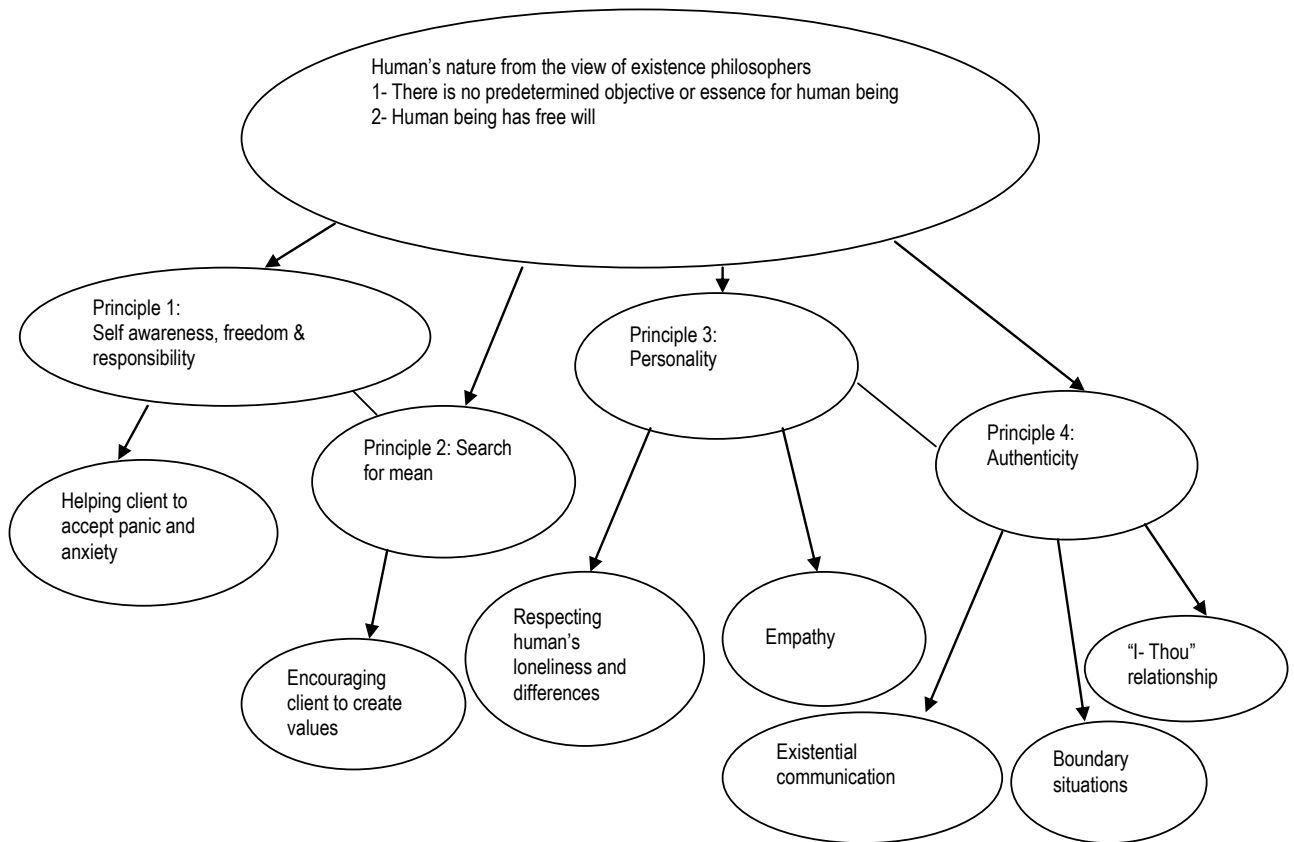 Human’s nature from the view of existence philosophers
1- There is no predetermined objective or essence for human being
2- Human being has free will
Principle 1:
Self awareness, freedom &
responsibility
Principle 3:
Personality
Principle 2: Search
for mean
Principle 4:
Authenticity
Helping client to
accept panic and
anxiety
Respecting
human’s
loneliness and
differences
Empathy
“I- Thou”
relationship
Encouraging
client to create
values
Existential
communication
Boundary
situations